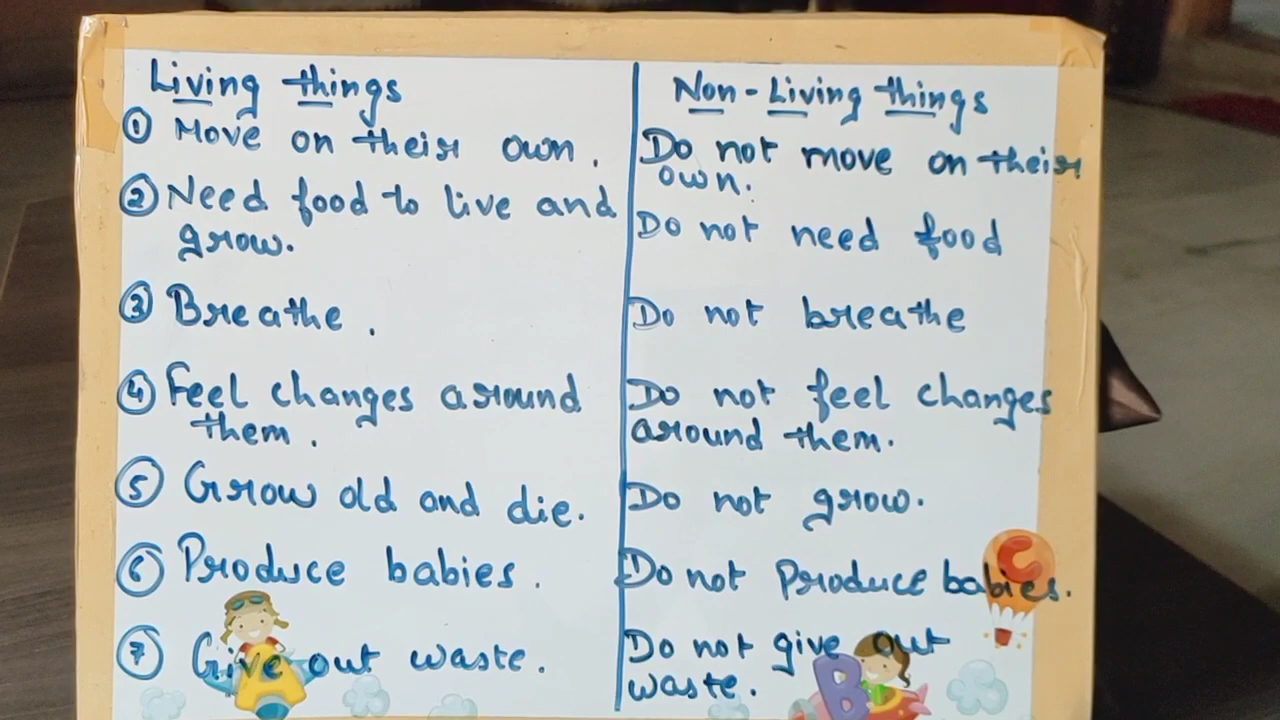 Living things
① Move on their own.
② Need food to live and
grow.
③ Breathe.
④ Feel changes around
them.
⑤ Grow old and die.
⑥ Produce babies.
⑦ Give out waste.
Non-Living things
Do not move on their
own.
Do not need food
Do not breathe
Do not feel changes
around them.
Do not grow.
Do not produce babies.
Do not give out
waste.
A
B
C